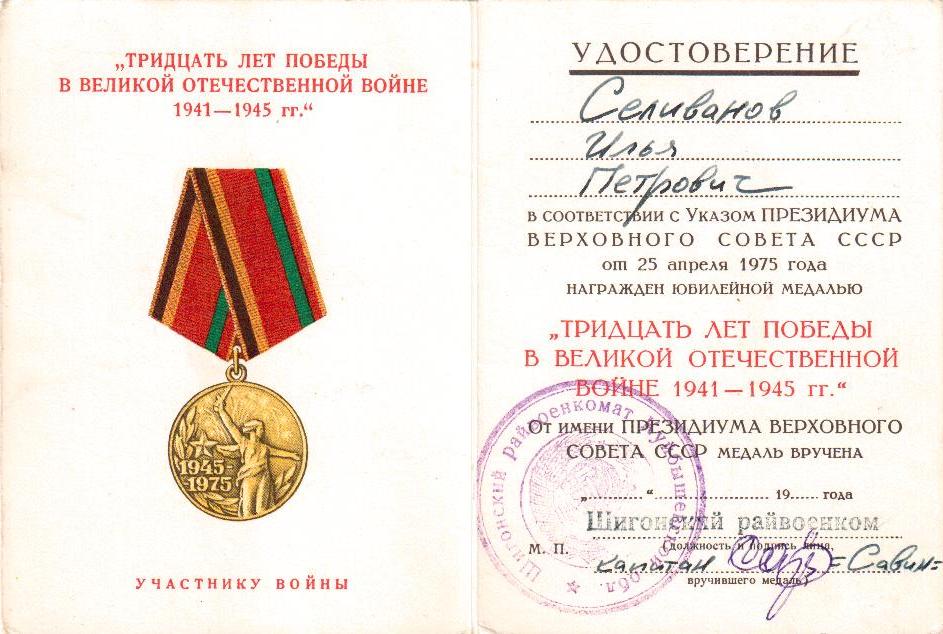 „ТРИДЦАТЬ ЛЕТ ПОБЕДЫ
В ВЕЛИКОЙ ОТЕЧЕСТВЕННОЙ ВОЙНЕ
1941—1945 гг.“
1945-
1975
УЧАСТНИКУ ВОЙНЫ
УДОСТОВЕРЕНИЕ
Селиванов
Илья
Петрович
в соответствии с Указом ПРЕЗИДИУМА
ВЕРХОВНОГО СОВЕТА СССР
от 25 апреля 1975 года
награжден юбилейной медалью
„ТРИДЦАТЬ ЛЕТ ПОБЕДЫ
В ВЕЛИКОЙ ОТЕЧЕСТВЕННОЙ
ВОЙНЕ 1941—1945 гг.“
От имени ПРЕЗИДИУМА ВЕРХОВНОГО
СОВЕТА СССР медаль вручена
„ “ 19 года
Шигонский райвоенком
М. П. (должность и подпись лица,
капитан =Савин=
вручившего медаль)
Шигонский райвоенкомат Куйбышевской обл